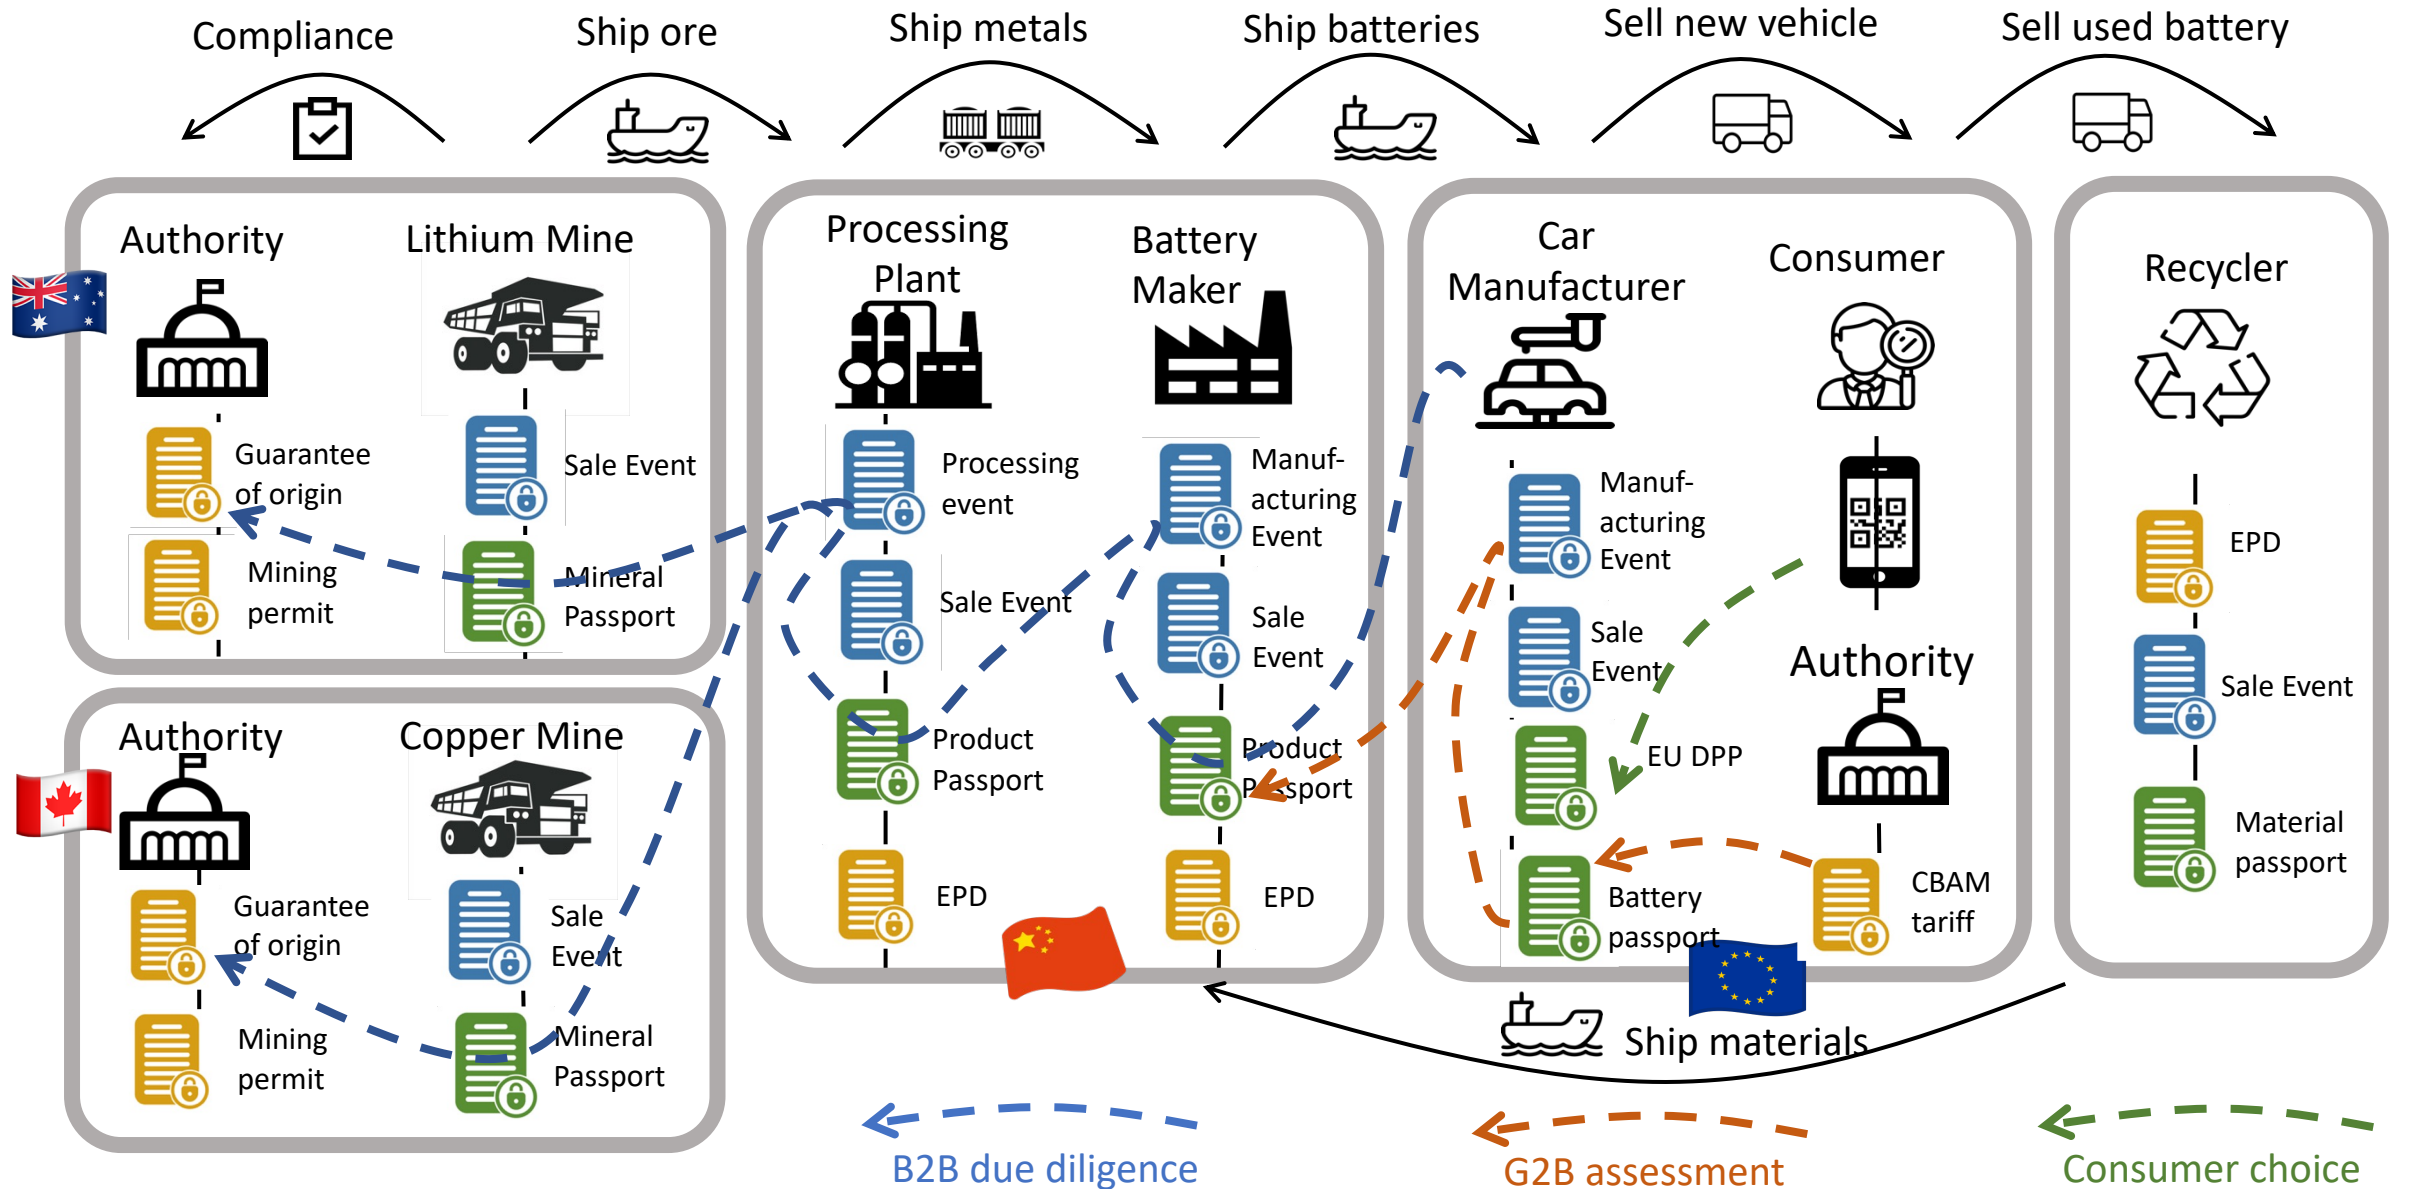 Compliance
Ship ore
Ship metals
Ship batteries
Sell new vehicle
Sell used battery
Authority
Lithium Mine
Guarantee
of origin
Sale Event
Mining
permit
Mineral
Passport
Authority
Copper Mine
Guarantee
of origin
Sale
Event
Mining
permit
Mineral
Passport
Processing
Plant
Battery
Maker
Processing
event
Manuf-
acturing
Event
Sale Event
Sale
Event
Product
Passport
Product
Passport
EPD
EPD
Car
Manufacturer
Consumer
Manuf-
acturing
Event
Sale
Event
Authority
EU DPP
Battery
passport
CBAM
tariff
Recycler
EPD
Sale Event
Material
passport
Ship materials
B2B due diligence
G2B assessment
Consumer choice